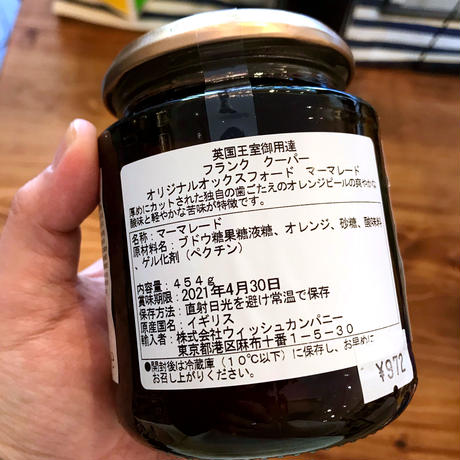 英国王室御用達
フランク クーパー
オリジナルオックスフォード マーマレード
厚めにカットされた独自の歯ごたえのオレンジピールの爽やかな
酸味と軽やかな苦味が特徴です。
名称:マーマレード
原材料名:ブドウ糖果糖液糖、オレンジ、砂糖、酸味料
、ゲル化剤(ペクチン)
内容量:454g
賞味期限:2021年4月30日
保存方法:直射日光を避け常温で保存
原産国名:イギリス
輸入者:株式会社ウィッシュカンパニー
東京都港区麻布十番1-5-30
●開封後は冷蔵庫(10℃以下)に保存し、お早めに
お召し上がりください。
¥972